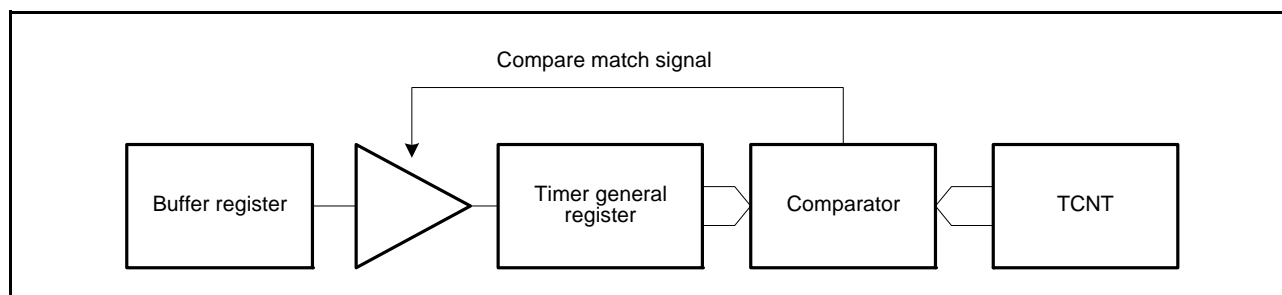 Compare match signal
Buffer register
Timer general
register
Comparator
TCNT